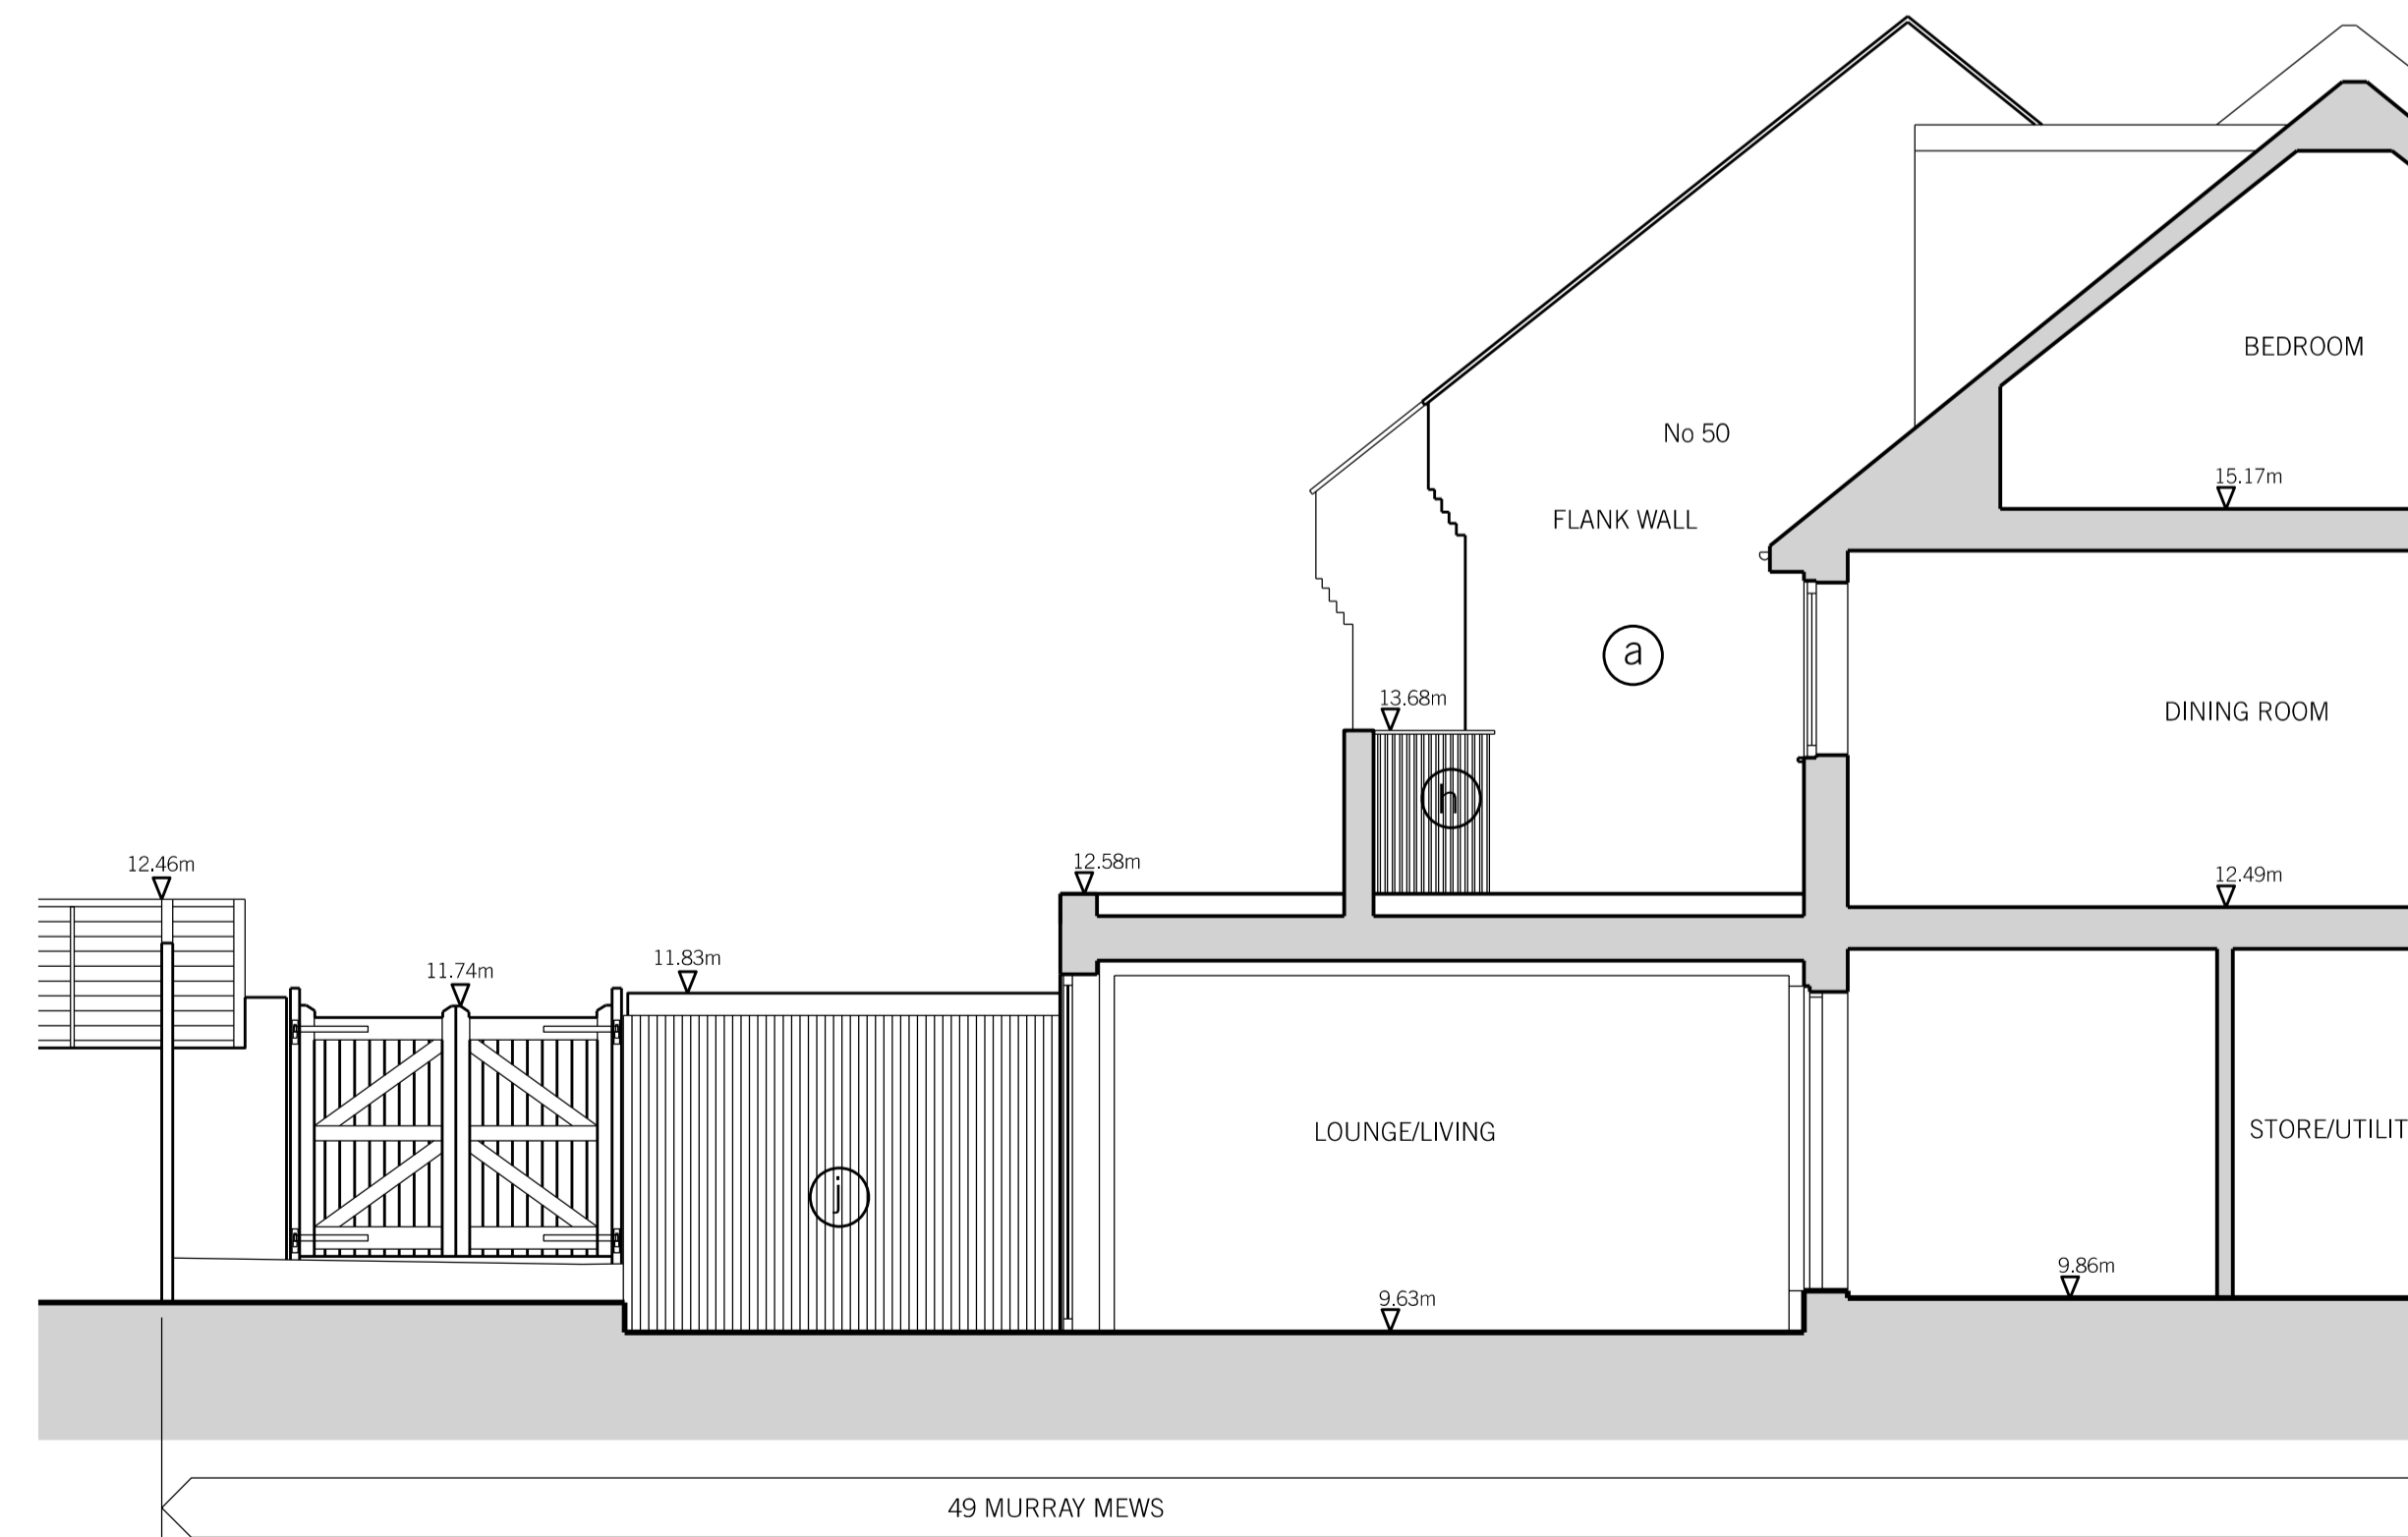 BEDROOM
No 50
15.17m
FLANK WALL
a
13.68m
DINING ROOM
h
12.46m
12.58m
12.49m
11.83m
11.74m
LOUNGE/LIVING
STORE/UTILIT
j
9.86m
9.63m
49 MURRAY MEWS